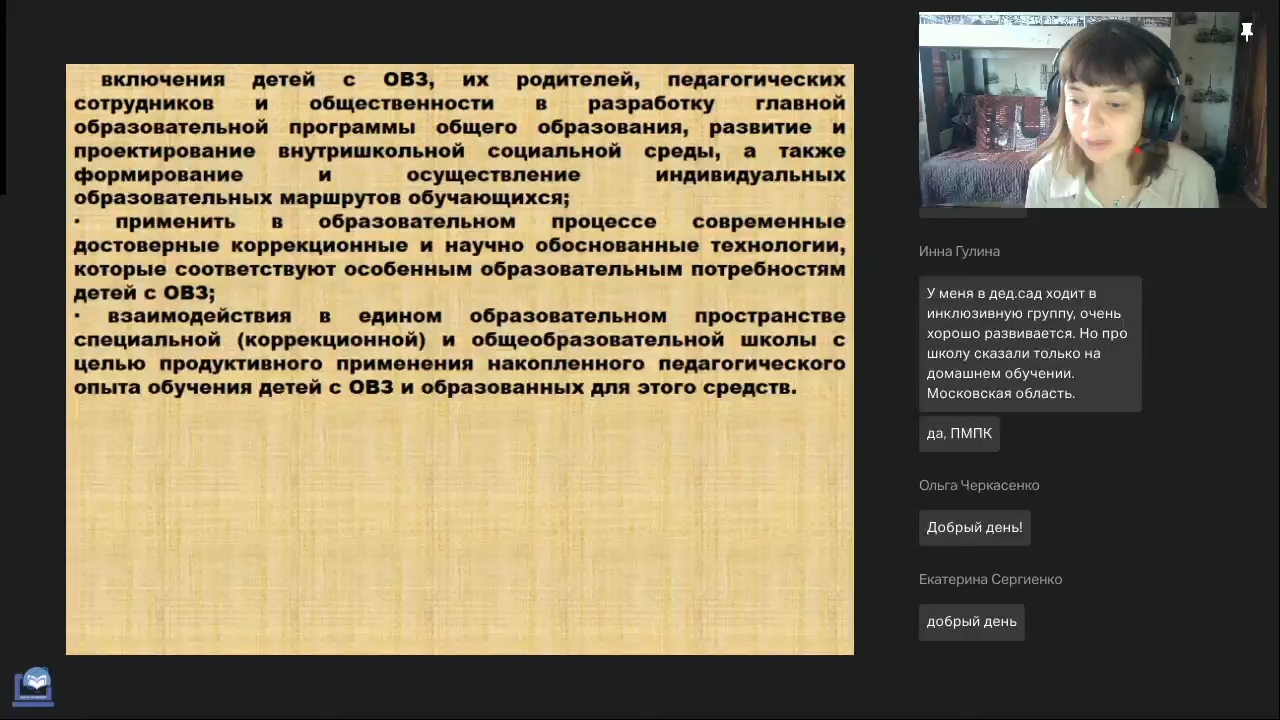 включения детей с ОВЗ, их родителей, педагогических
сотрудников и общественности в разработку главной
образовательной программы общего образования, развитие и
проектирование внутришкольной социальной среды, а также
формирование и осуществление индивидуальных
образовательных маршрутов обучающихся;
· применить в образовательном процессе современные
достоверные коррекционные и научно обоснованные технологии,
которые соответствуют особенным образовательным потребностям
детей с ОВЗ;
· взаимодействия в едином образовательном пространстве
специальной (коррекционной) и общеобразовательной школы с
целью продуктивного применения накопленного педагогического
опыта обучения детей с ОВЗ и образованных для этого средств.
Инна Гулина
У меня в дед.сад ходит в
инклюзивную группу, очень
хорошо развивается. Но про
школу сказали только на
домашнем обучении.
Московская область.
да, ПМПК
Ольга Черкасенко
Добрый день!
Екатерина Сергиенко
добрый день